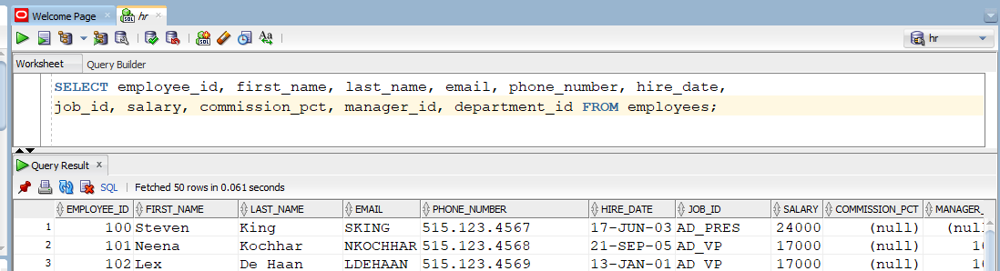 Welcome Page hr
SQL Aa hr
Worksheet Query Builder
SELECT employee_id, first_name, last_name, email, phone_number, hire_date,
job_id, salary, commission_pct, manager_id, department_id FROM employees;
Query Result x
SQL Fetched 50 rows in 0.061 seconds
EMPLOYEE_ID FIRST_NAME LAST_NAME EMAIL PHONE_NUMBER HIRE_DATE JOB_ID SALARY COMMISSION_PCT MANAGER_
1 100 Steven King SKING 515.123.4567 17-JUN-03 AD_PRES 24000 (null) (nul
2 101 Neena Kochhar NKOCHHAR 515.123.4568 21-SEP-05 AD_VP 17000 (null) 10
3 102 Lex De Haan LDEHAAN 515.123.4569 13-JAN-01 AD_VP 17000 (null)